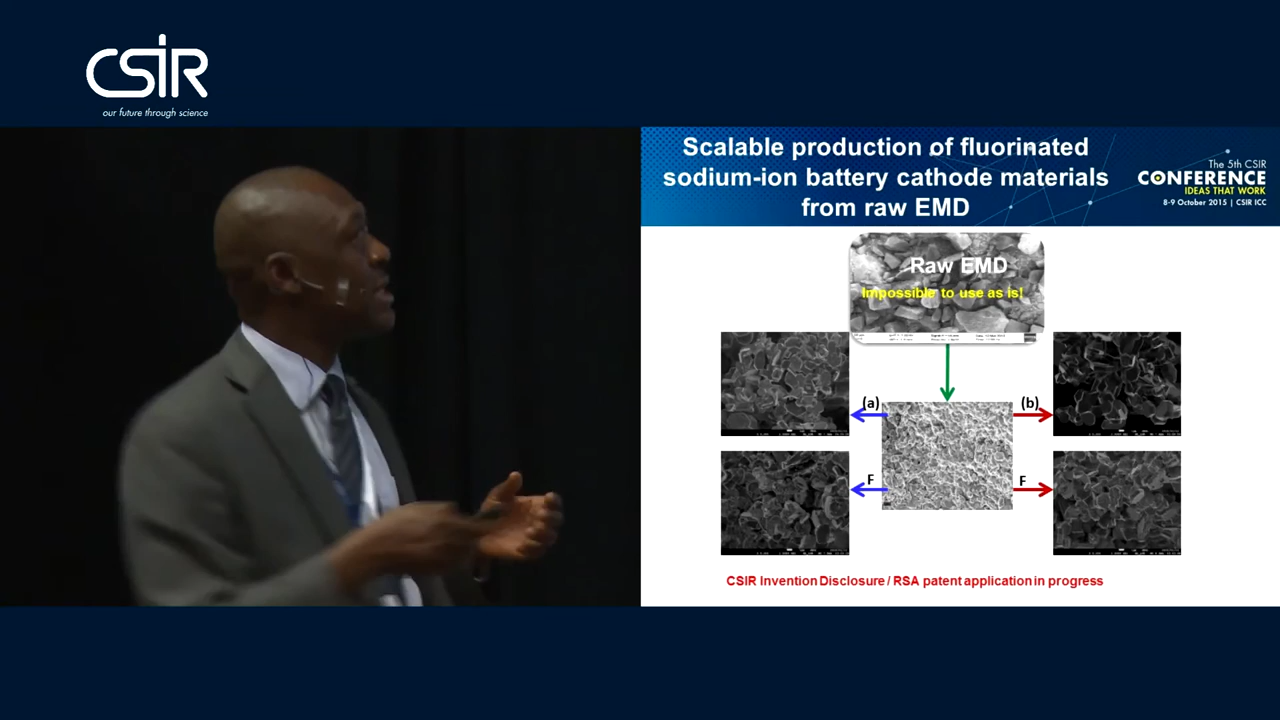 CSIR
our future through science
Scalable production of fluorinated
sodium-ion battery cathode materials
from raw EMD
The 5th CSIR
CONFERENCE
IDEAS THAT WORK
8-9 October 2015 | CSIR ICC
Raw EMD
Impossible to use as is!
(a)
(b)
F
F
CSIR Invention Disclosure / RSA patent application in progress